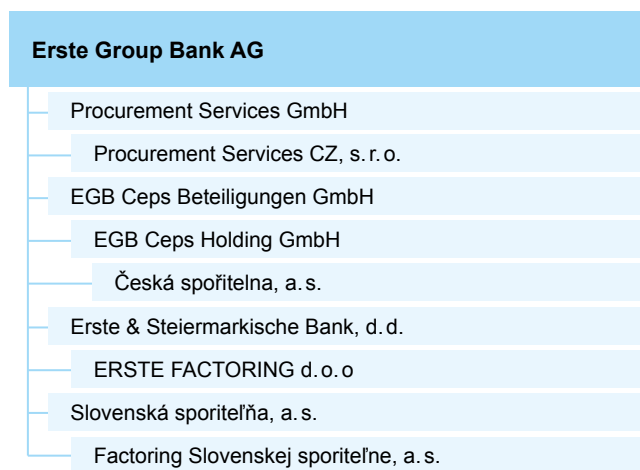 Erste Group Bank AG
Procurement Services GmbH
Procurement Services CZ, s. r. o.
EGB Ceps Beteiligungen GmbH
EGB Ceps Holding GmbH
Česká spořitelna, a. s.
Erste & Steiermarkische Bank, d. d.
ERSTE FACTORING d. o. o
Slovenská sporiteľňa, a. s.
Factoring Slovenskej sporiteľne, a. s.